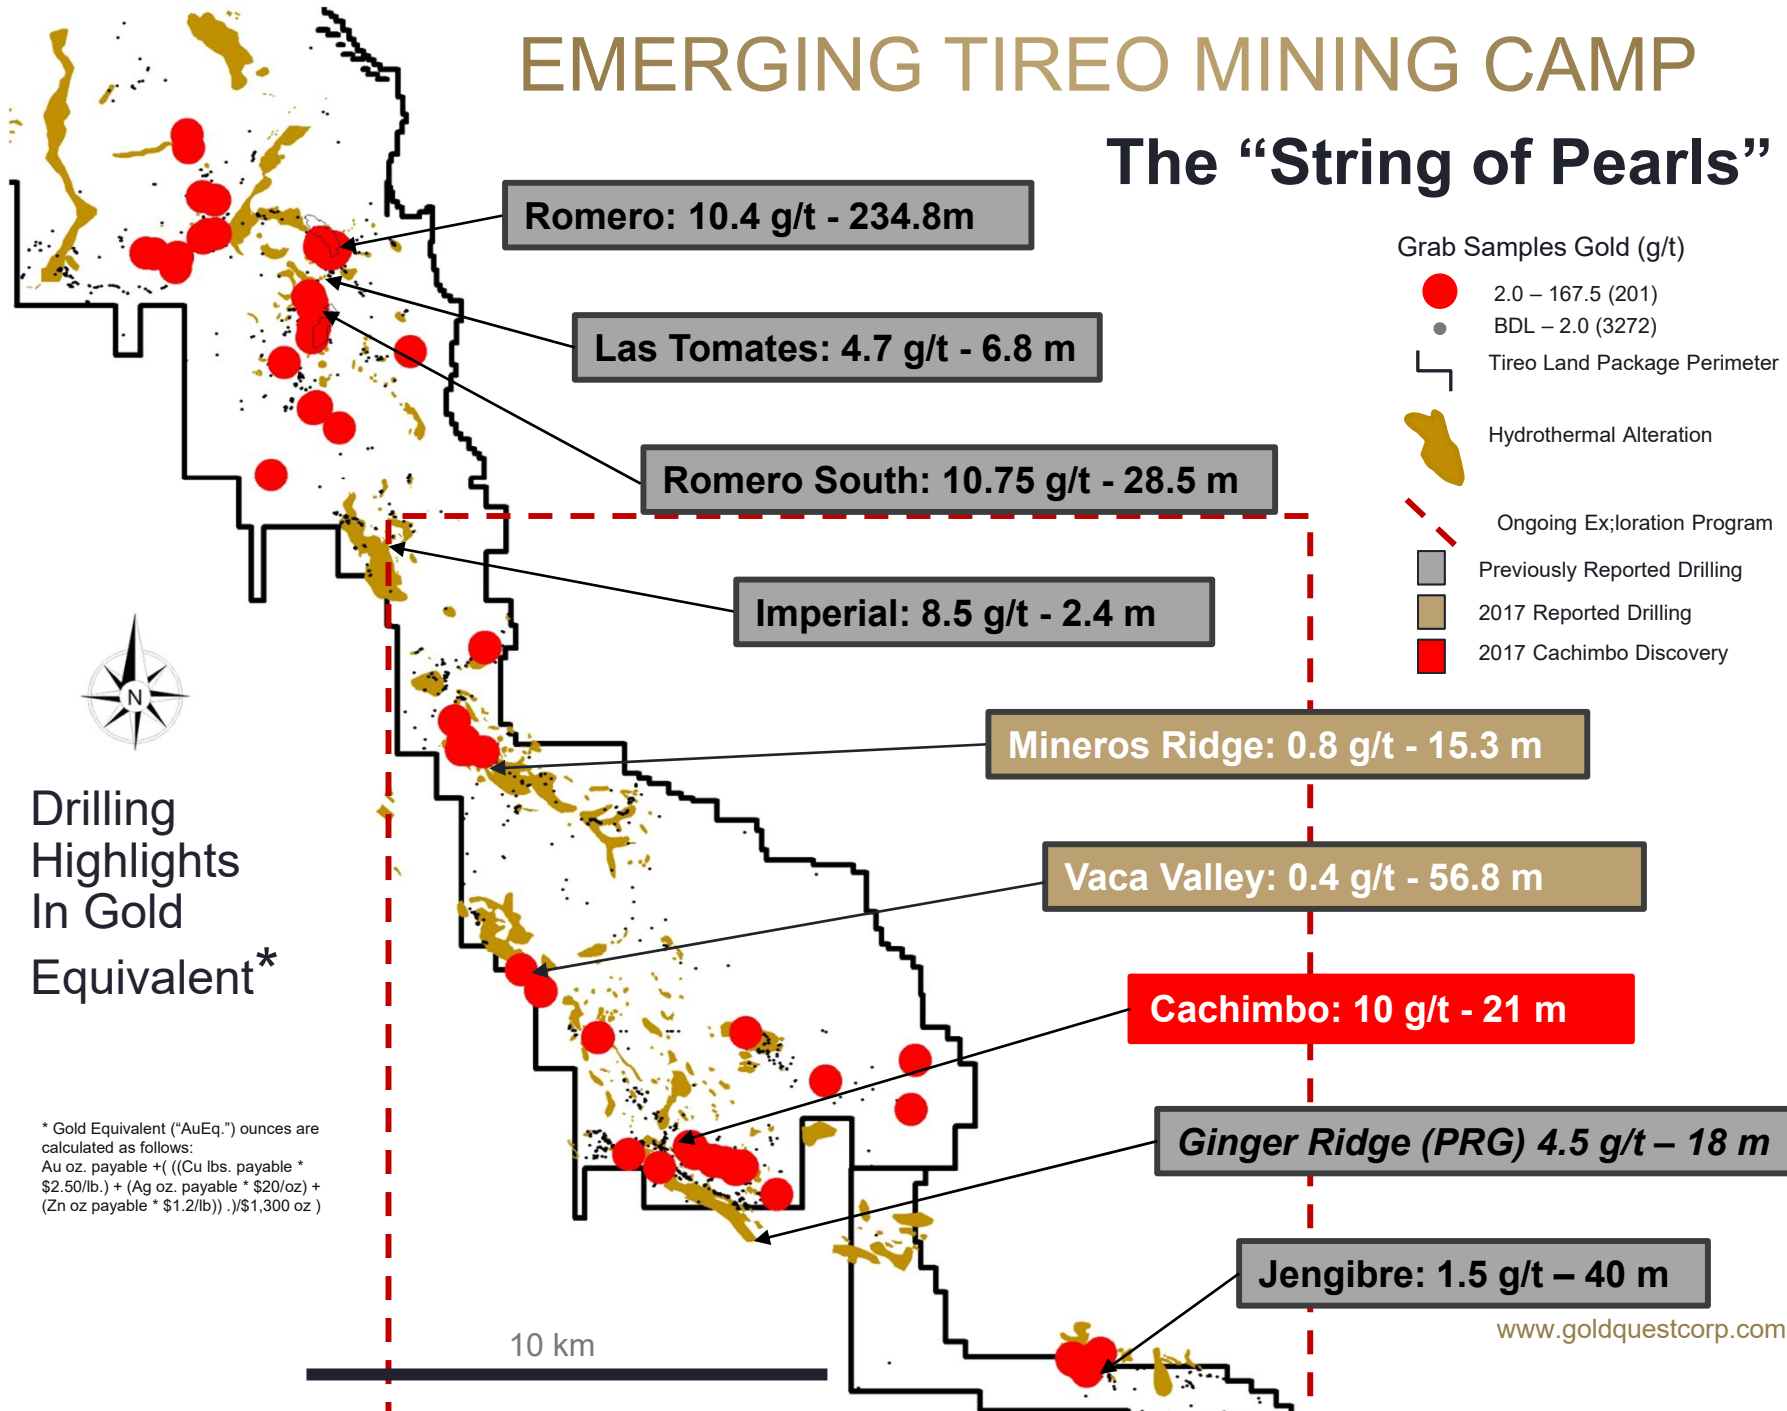 EMERGING TIREO MINING CAMP
The “String of Pearls”
Romero: 10.4 g/t - 234.8m
Las Tomates: 4.7 g/t - 6.8 m
Romero South: 10.75 g/t - 28.5 m
Imperial: 8.5 g/t - 2.4 m
Mineros Ridge: 0.8 g/t - 15.3 m
Vaca Valley: 0.4 g/t - 56.8 m
Cachimbo: 10 g/t - 21 m
Ginger Ridge (PRG) 4.5 g/t – 18 m
Jengibre: 1.5 g/t – 40 m
Grab Samples Gold (g/t)
2.0 – 167.5 (201)
BDL – 2.0 (3272)
Tireo Land Package Perimeter
Hydrothermal Alteration
Ongoing Ex;loration Program
Previously Reported Drilling
2017 Reported Drilling
2017 Cachimbo Discovery
N
Drilling
Highlights
In Gold
Equivalent*
* Gold Equivalent (“AuEq.”) ounces are
calculated as follows:
Au oz. payable +( ((Cu lbs. payable *
$2.50/lb.) + (Ag oz. payable * $20/oz) +
(Zn oz payable * $1.2/lb)) .)/$1,300 oz )
10 km
www.goldquestcorp.com